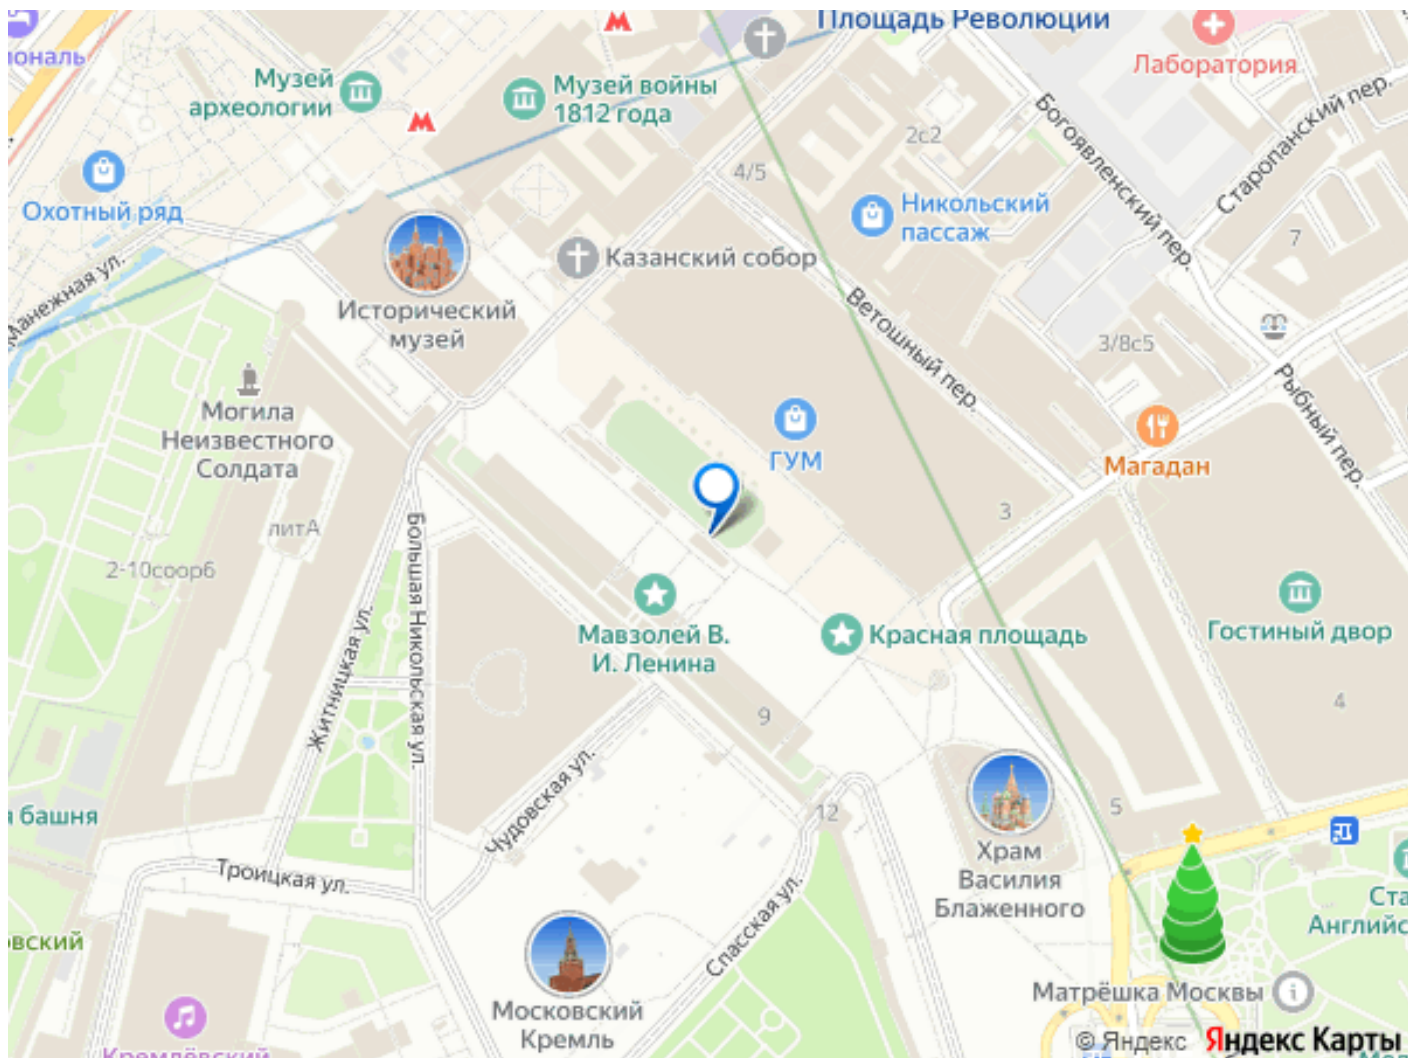 Площадь Революции
Лаборатория
Музей
археологии
Музей войны
1812 года
Богоявленский пер.
Старопанский пер.
2с2
4/5
Охотный ряд
Никольский
пассаж
7
Казанский собор
Манежная ул.
Исторический
музей
Ветошный пер.
3/8с5
Рыбный пер.
Могила
Неизвестного
Солдата
ГУМ
Магадан
3
литА
2-10соор6
Большая Никольская ул.
Житницкая ул.
Мавзолей В.
И. Ленина
Красная площадь
Гостиный двор
4
9
Чудовская ул.
12
5
башня
Троицкая ул.
Храм
Василия
Блаженного
Спасская ул.
Московский
Кремль
Матрёшка Москвы
© Яндекс
Яндекс Карты